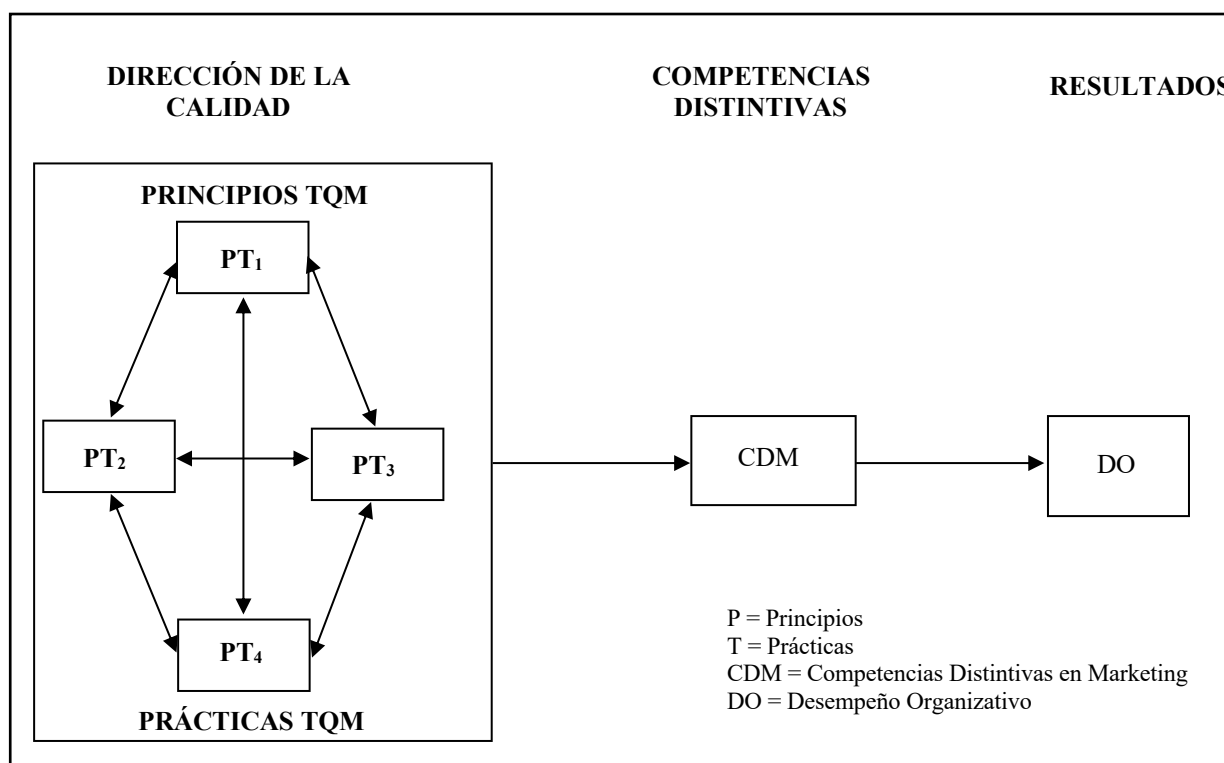 DIRECCIÓN DE LA
CALIDAD
COMPETENCIAS
DISTINTIVAS
RESULTADOS
PRINCIPIOS TQM
PT₁
PT₂
PT₃
PT₄
PRÁCTICAS TQM
CDM
DO
P = Principios
T = Prácticas
CDM = Competencias Distintivas en Marketing
DO = Desempeño Organizativo